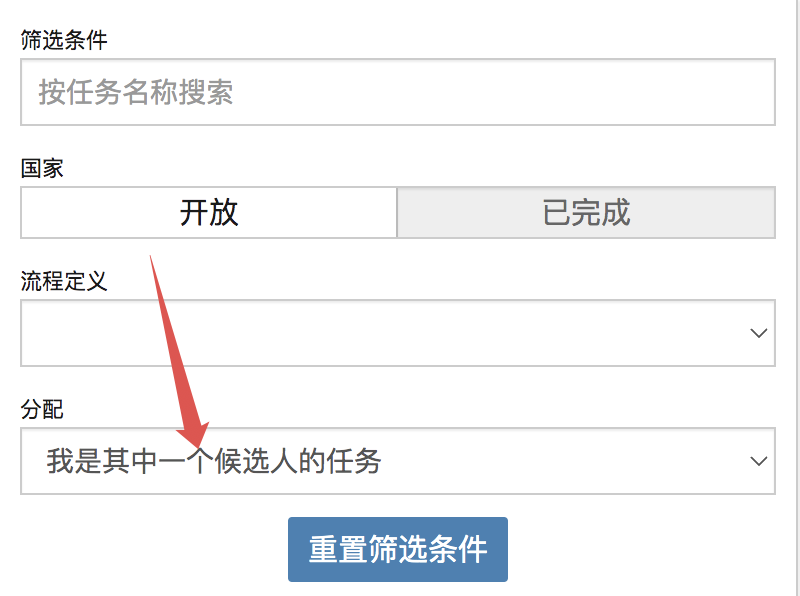 筛选条件
按任务名称搜索
国家
开放
已完成
流程定义
分配
我是其中一个候选人的任务
重置筛选条件